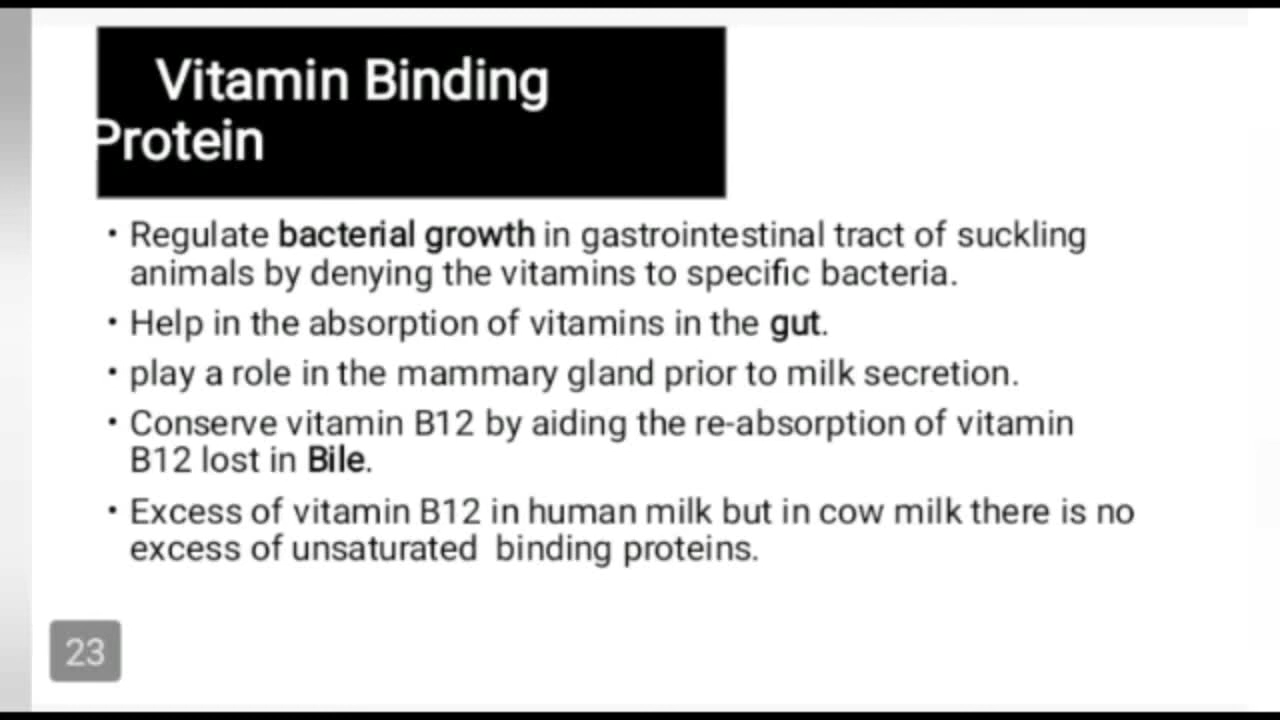 Vitamin Binding
Protein
• Regulate bacterial growth in gastrointestinal tract of suckling
animals by denying the vitamins to specific bacteria.
• Help in the absorption of vitamins in the gut.
• play a role in the mammary gland prior to milk secretion.
• Conserve vitamin B12 by aiding the re-absorption of vitamin
B12 lost in Bile.
• Excess of vitamin B12 in human milk but in cow milk there is no
excess of unsaturated binding proteins.
23